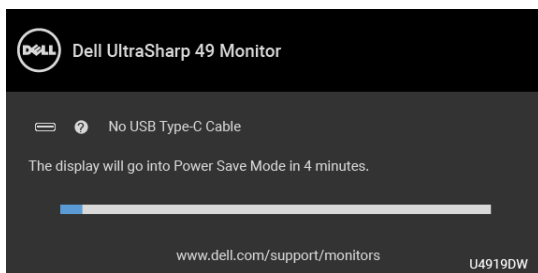 DELL
Dell UltraSharp 49 Monitor
? No USB Type-C Cable
The display will go into Power Save Mode in 4 minutes.
www.dell.com/support/monitors
U4919DW